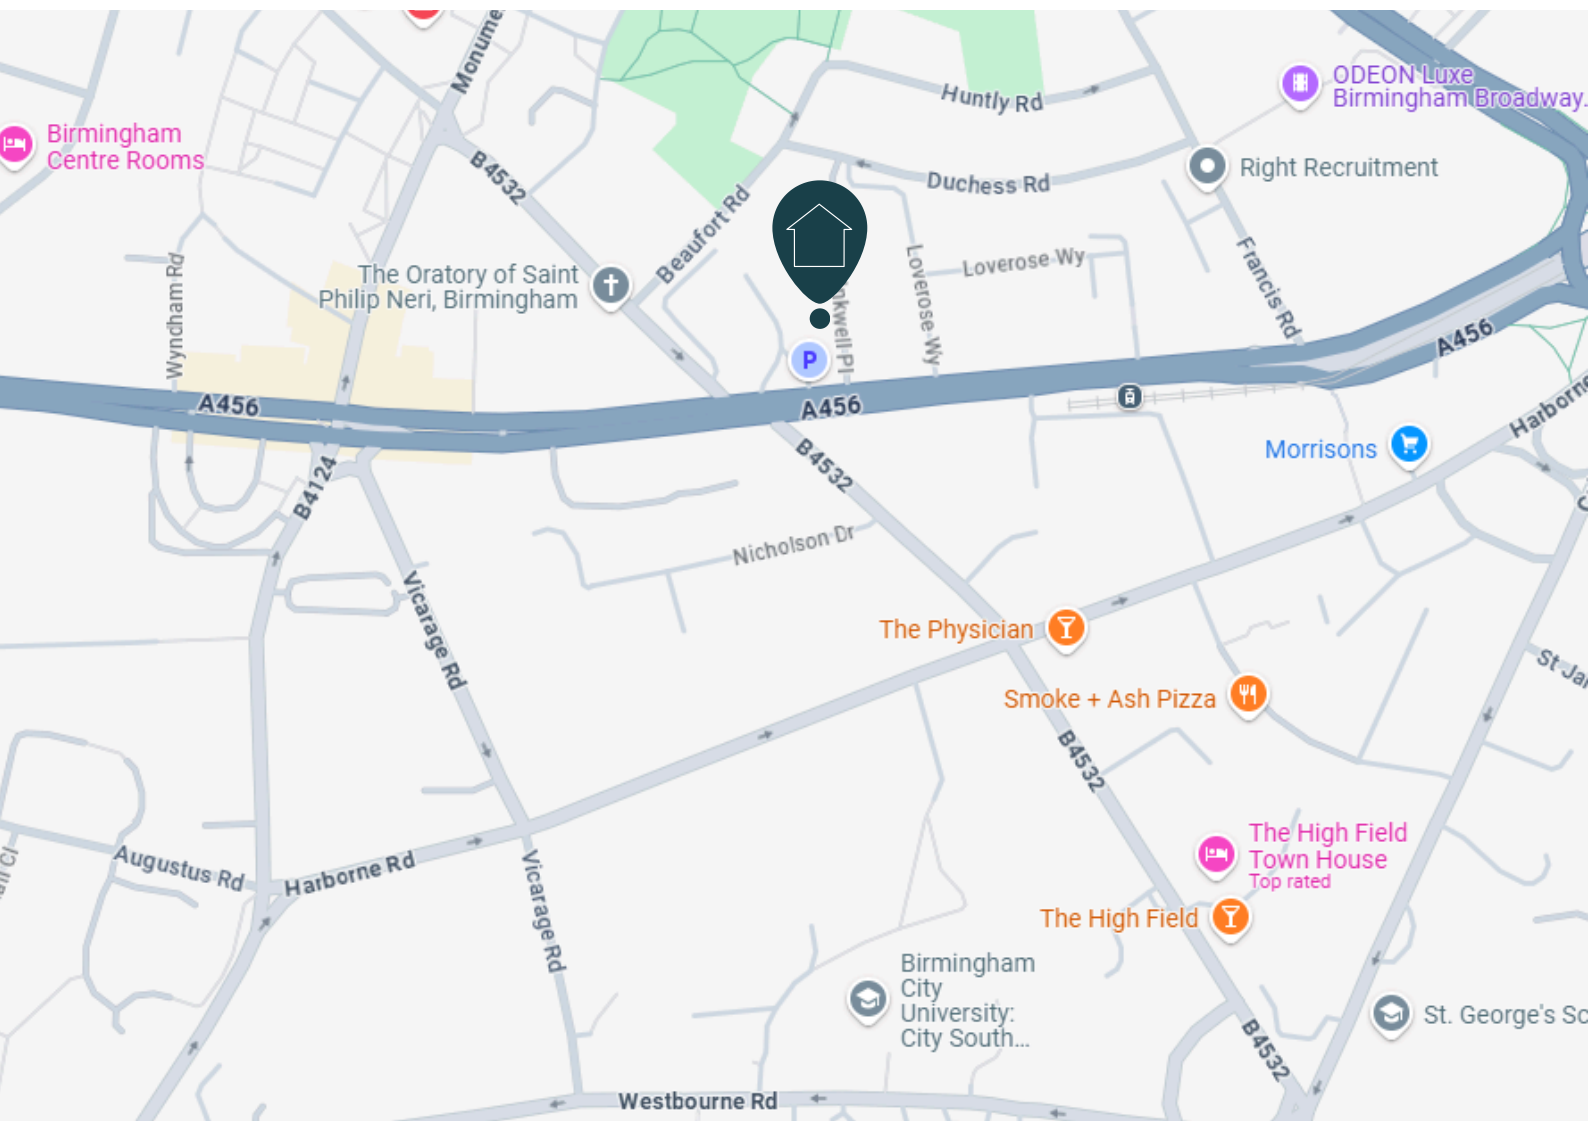 Huntly Rd
ODEON Luxe
Birmingham Broadway...
Birmingham
Centre Rooms
B4532
Right Recruitment
Duchess Rd
Beaufort Rd
Wyndham Rd
The Oratory of Saint
Philip Neri, Birmingham
Loverose Wy
Loverose Wy
Francis Rd
P
A456
A456
A456
B4532
Morrisons
B4124
Nicholson Dr
Vicarage Rd
The Physician
Smoke + Ash Pizza
B4532
The High Field
Town House
Top rated
Augustus Rd
Harborne Rd
Vicarage Rd
The High Field
Birmingham
City
University:
City South...
St. George's Sc
B4532
Westbourne Rd